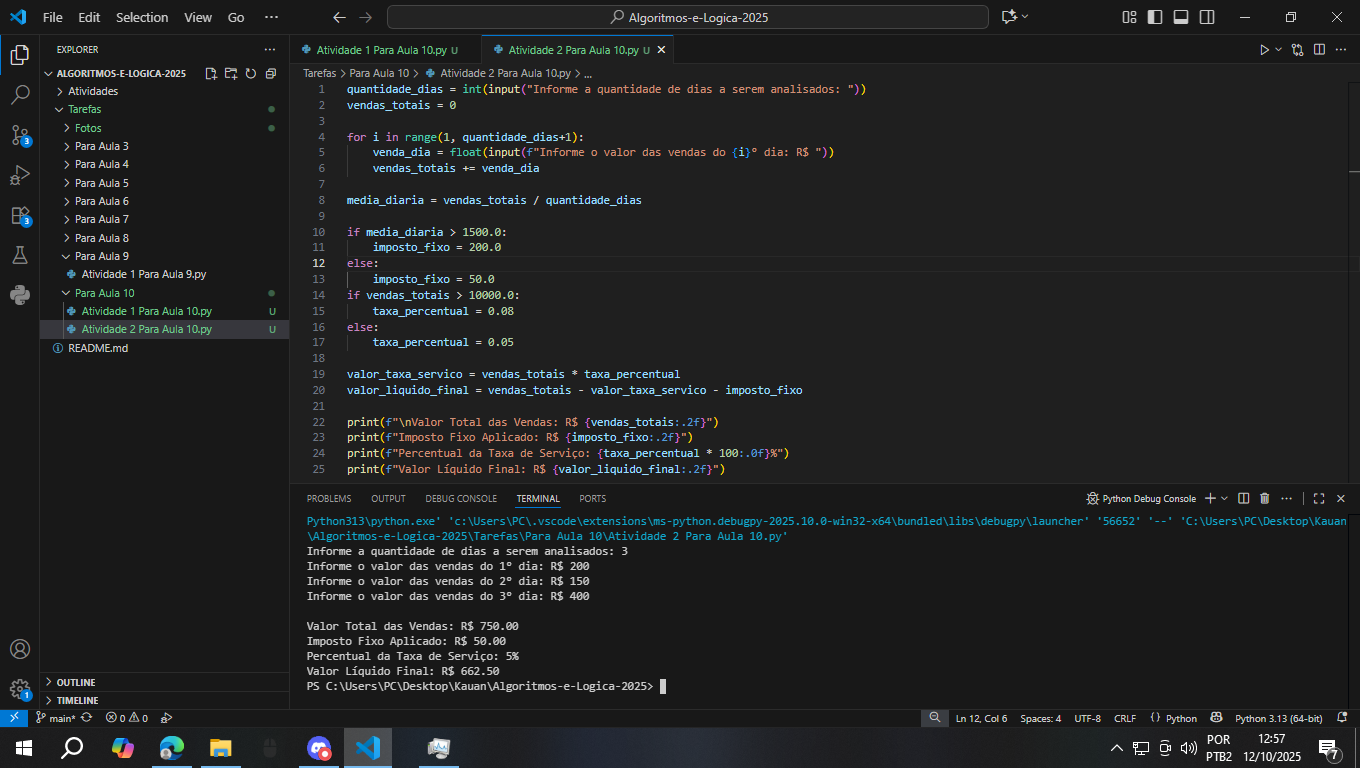 File Edit Selection View Go ···
Algoritmos-e-Logica-2025
EXPLORER
ALGORITMOS-E-LOGICA-2025
Atividades
Tarefas
Fotos
Para Aula 3
Para Aula 4
Para Aula 5
Para Aula 6
Para Aula 7
Para Aula 8
Para Aula 9
Atividade 1 Para Aula 9.py
Para Aula 10
Atividade 1 Para Aula 10.py U
Atividade 2 Para Aula 10.py U
README.md
OUTLINE
TIMELINE
3
3
1
Atividade 1 Para Aula 10.py U
Atividade 2 Para Aula 10.py U
Tarefas > Para Aula 10 > Atividade 2 Para Aula 10.py > ...
1 quantidade_dias = int(input("Informe a quantidade de dias a serem analisados: "))
2 vendas_totais = 0
3
4 for i in range(1, quantidade_dias+1):
5 venda_dia = float(input(f"Informe o valor das vendas do {i}º dia: R$ "))
6 vendas_totais += venda_dia
7
8 media_diaria = vendas_totais / quantidade_dias
9
10 if media_diaria > 1500.0:
11 imposto_fixo = 200.0
12 else:
13 imposto_fixo = 50.0
14 if vendas_totais > 10000.0:
15 taxa_percentual = 0.08
16 else:
17 taxa_percentual = 0.05
18
19 valor_taxa_servico = vendas_totais * taxa_percentual
20 valor_liquido_final = vendas_totais - valor_taxa_servico - imposto_fixo
21
22 print(f"\nValor Total das Vendas: R$ {vendas_totais:.2f}")
23 print(f"Imposto Fixo Aplicado: R$ {imposto_fixo:.2f}")
24 print(f"Percentual da Taxa de Serviço: {taxa_percentual * 100:.0f}%")
25 print(f"Valor Líquido Final: R$ {valor_liquido_final:.2f}")
PROBLEMS OUTPUT DEBUG CONSOLE TERMINAL PORTS
Python Debug Console
Python313\python.exe' 'c:\Users\PC\.vscode\extensions\ms-python.debugpy-2025.10.0-win32-x64\bundled\libs\debugpy\launcher' '56652' '--' 'C:\Users\PC\Desktop\Kauan
\Algoritmos-e-Logica-2025\Tarefas\Para Aula 10\Atividade 2 Para Aula 10.py'
Informe a quantidade de dias a serem analisados: 3
Informe o valor das vendas do 1º dia: R$ 200
Informe o valor das vendas do 2º dia: R$ 150
Informe o valor das vendas do 3º dia: R$ 400
Valor Total das Vendas: R$ 750.00
Imposto Fixo Aplicado: R$ 50.00
Percentual da Taxa de Serviço: 5%
Valor Líquido Final: R$ 662.50
PS C:\Users\PC\Desktop\Kauan\Algoritmos-e-Logica-2025>
main* 0 0
Ln 12, Col 6 Spaces: 4 UTF-8 CRLF {} Python Python 3.13 (64-bit)
POR
PTB2
12:57
12/10/2025
7